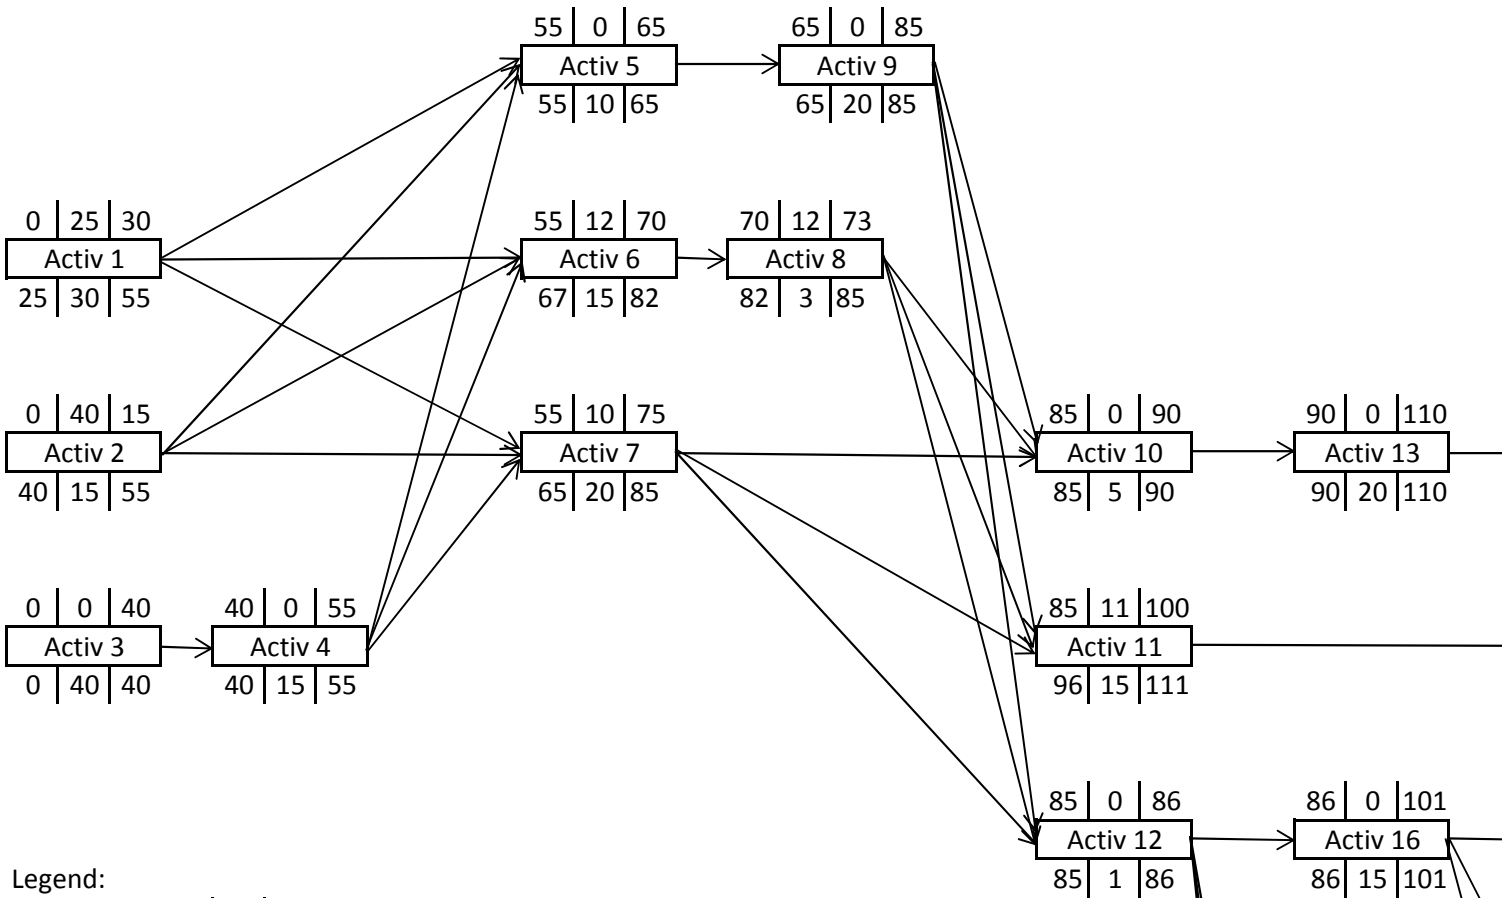 55 0 65
Activ 5
55 10 65
65 0 85
Activ 9
65 20 85
0 25 30
Activ 1
25 30 55
55 12 70
Activ 6
67 15 82
70 12 73
Activ 8
82 3 85
0 40 15
Activ 2
40 15 55
55 10 75
Activ 7
65 20 85
85 0 90
Activ 10
85 5 90
90 0 110
Activ 13
90 20 110
0 0 40
Activ 3
0 40 40
40 0 55
Activ 4
40 15 55
85 11 100
Activ 11
96 15 111
85 0 86
Activ 12
85 1 86
86 0 101
Activ 16
86 15 101
Legend: